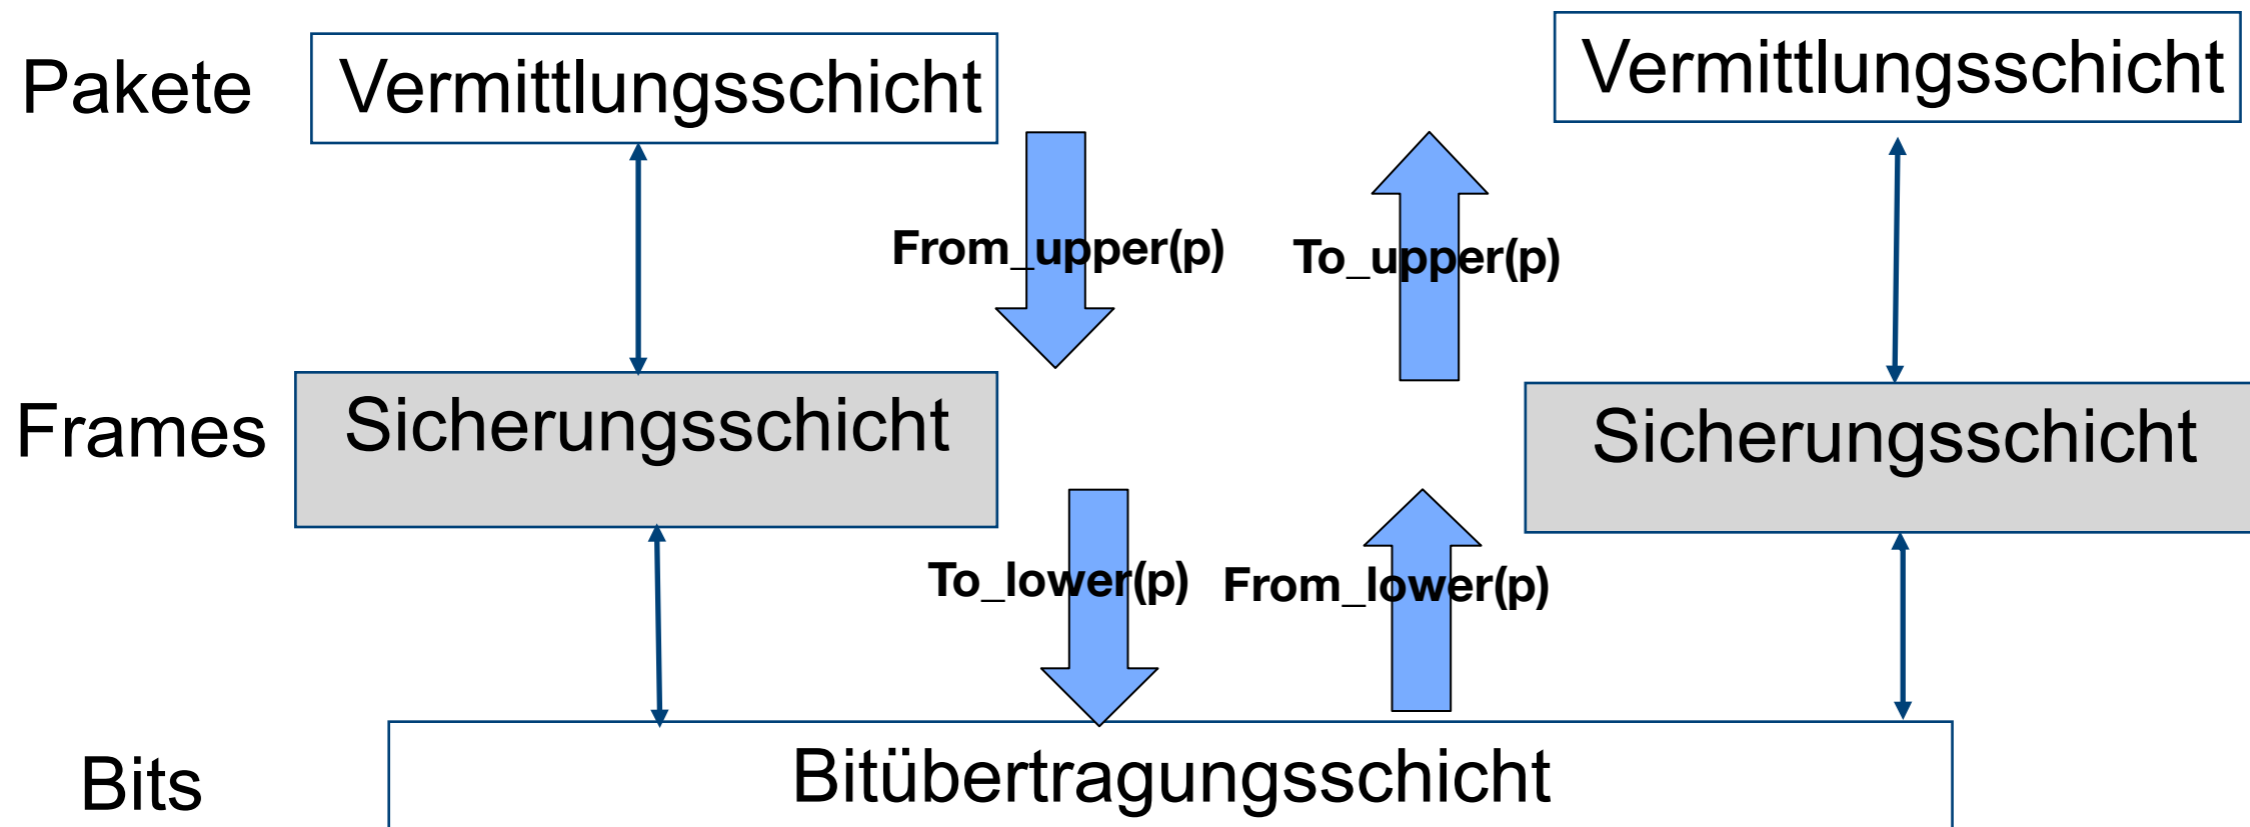 Pakete
Vermittlungsschicht
Vermittlungsschicht
From_upper(p)
To_upper(p)
Frames
Sicherungsschicht
Sicherungsschicht
To_lower(p)
From_lower(p)
Bits
Bitübertragungsschicht